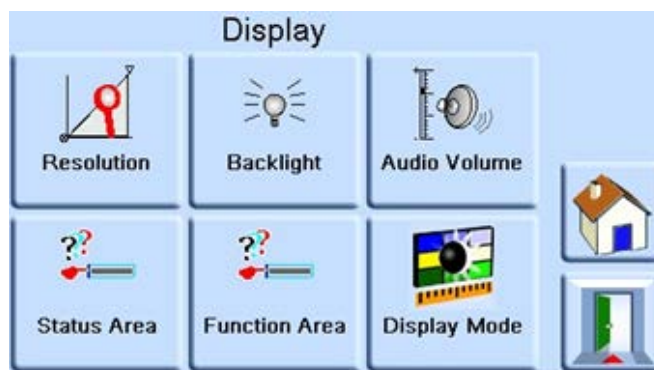 Display
Resolution
Backlight
Audio Volume
??
??
Status Area
Function Area
Display Mode